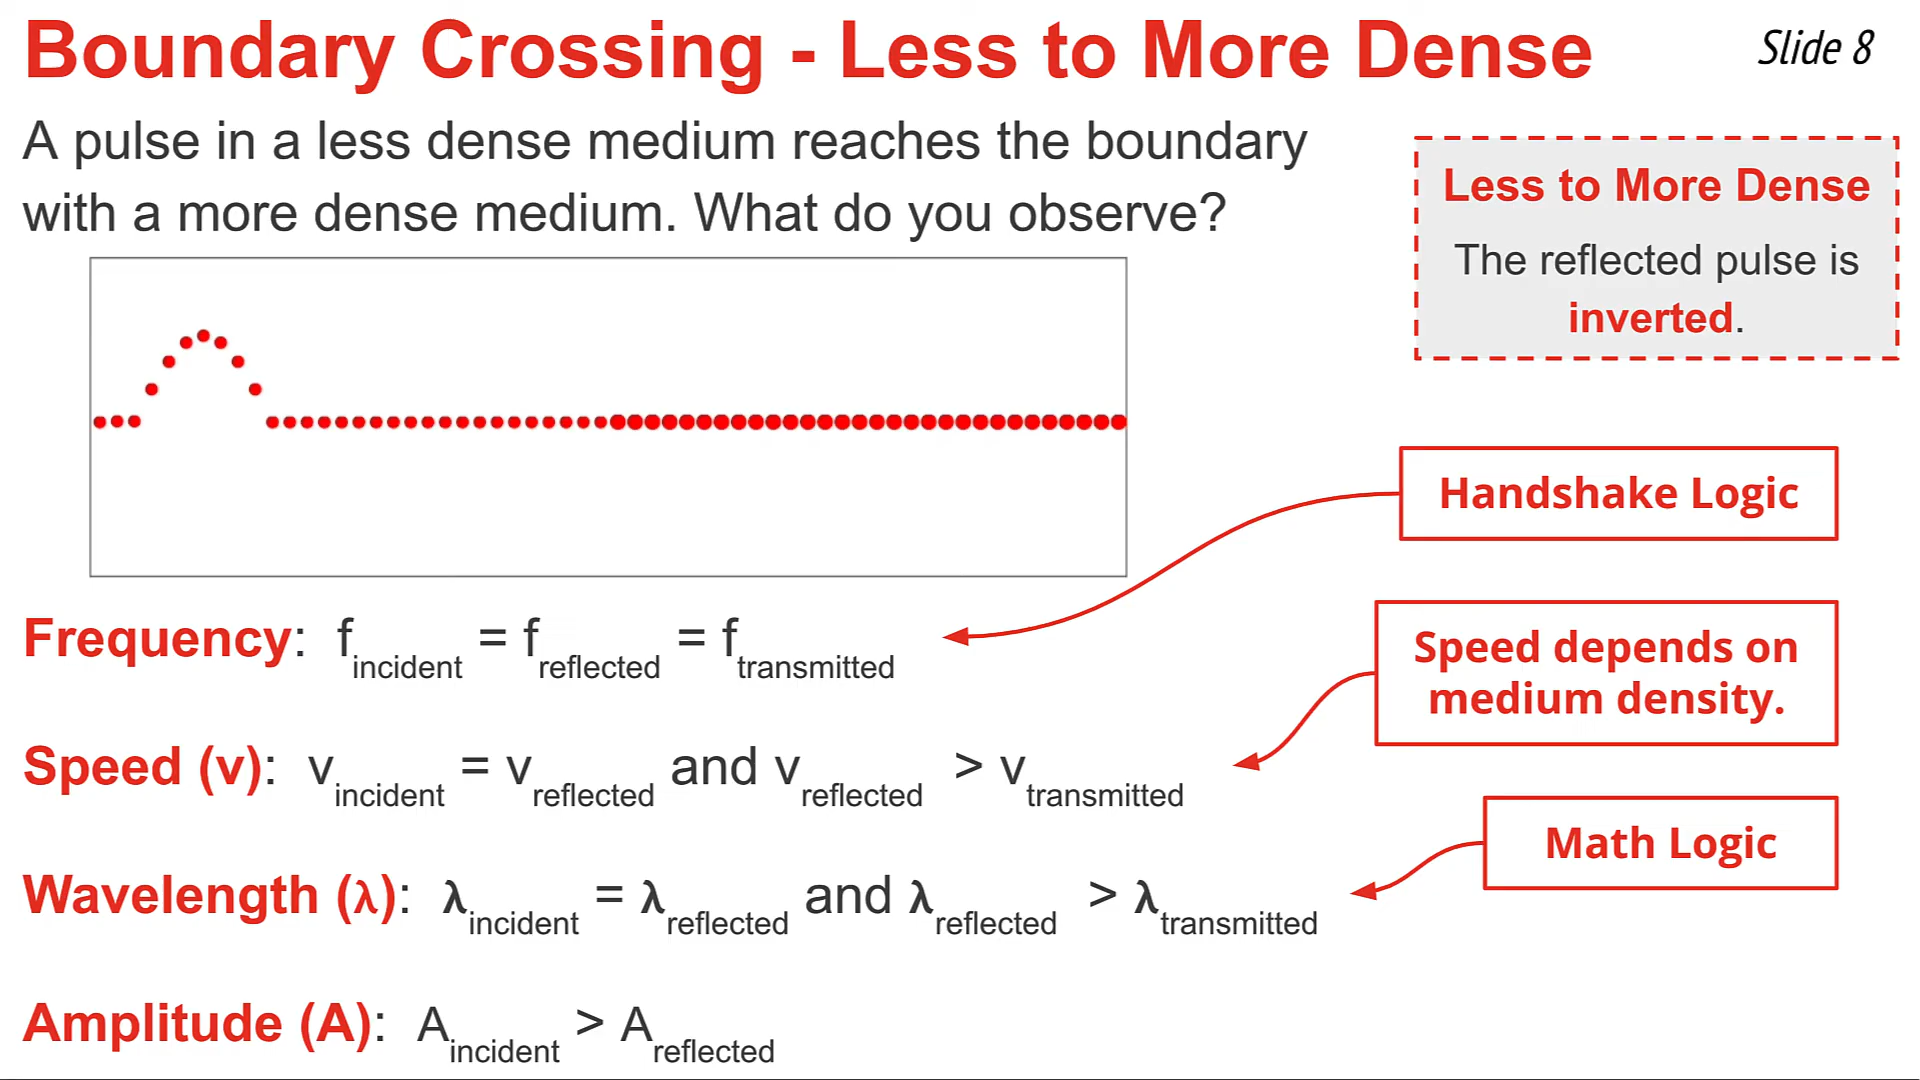 Boundary Crossing - Less to More Dense
Slide 8
A pulse in a less dense medium reaches the boundary
with a more dense medium. What do you observe?
Less to More Dense
The reflected pulse is
inverted.
Handshake Logic
Frequency: f incident = f reflected = f transmitted
Speed depends on
medium density.
Speed (v): v incident = v reflected and v reflected > v transmitted
Math Logic
Wavelength (λ): λ incident = λ reflected and λ reflected > λ transmitted
Amplitude (A): A incident > A reflected